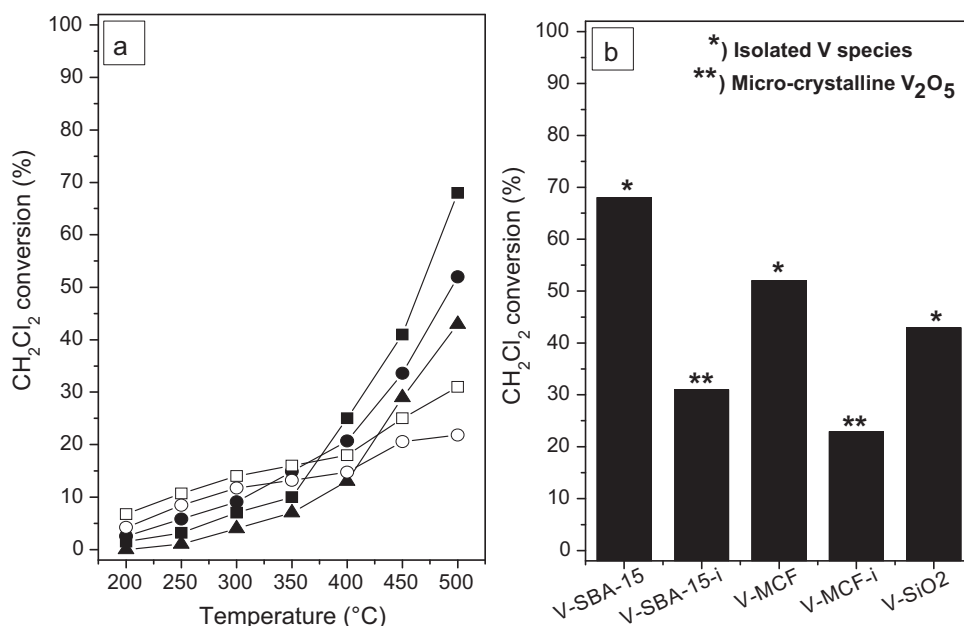 a
CH2Cl2 conversion (%)
100
90
80
70
60
50
40
30
20
10
0
200 250 300 350 400 450 500
Temperature (°C)
b
*) Isolated V species
**) Micro-crystalline V2O5
CH2Cl2 conversion (%)
100
90
80
70
60
50
40
30
20
10
0
*
**
*
**
*
V-SBA-15
V-SBA-15-i
V-MCF
V-MCF-i
V-SiO2